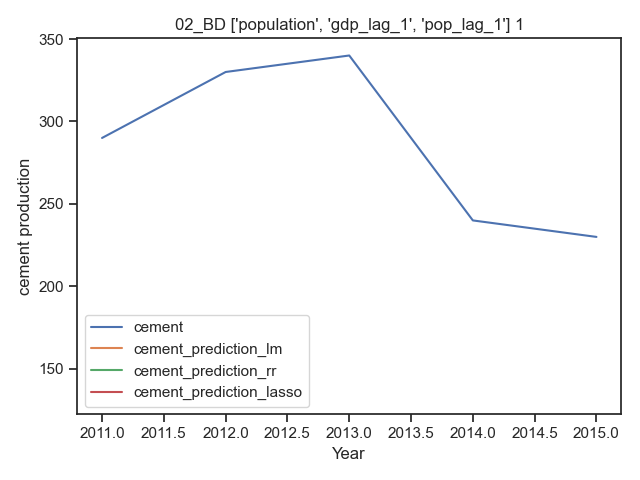 02_BD ['population', 'gdp_lag_1', 'pop_lag_1'] 1
350
300
250
200
150
cement production
cement
cement_prediction_lm
cement_prediction_rr
cement_prediction_lasso
2011.0 2011.5 2012.0 2012.5 2013.0 2013.5 2014.0 2014.5 2015.0
Year